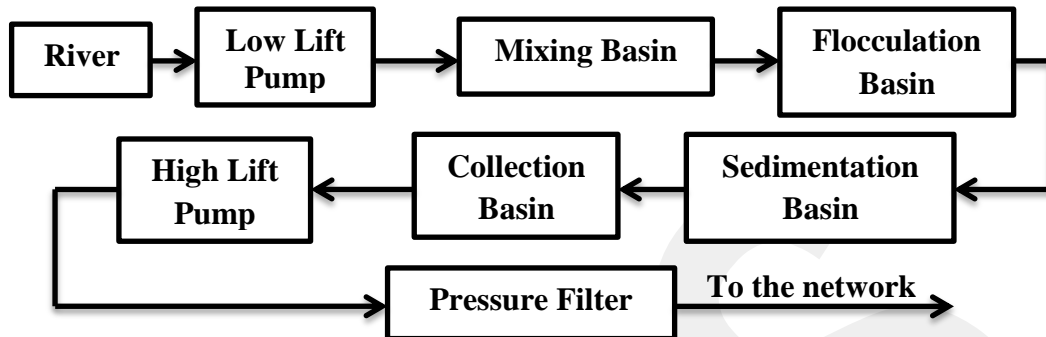 River
Low Lift
Pump
Mixing Basin
Flocculation
Basin
High Lift
Pump
Collection
Basin
Sedimentation
Basin
Pressure Filter
To the network